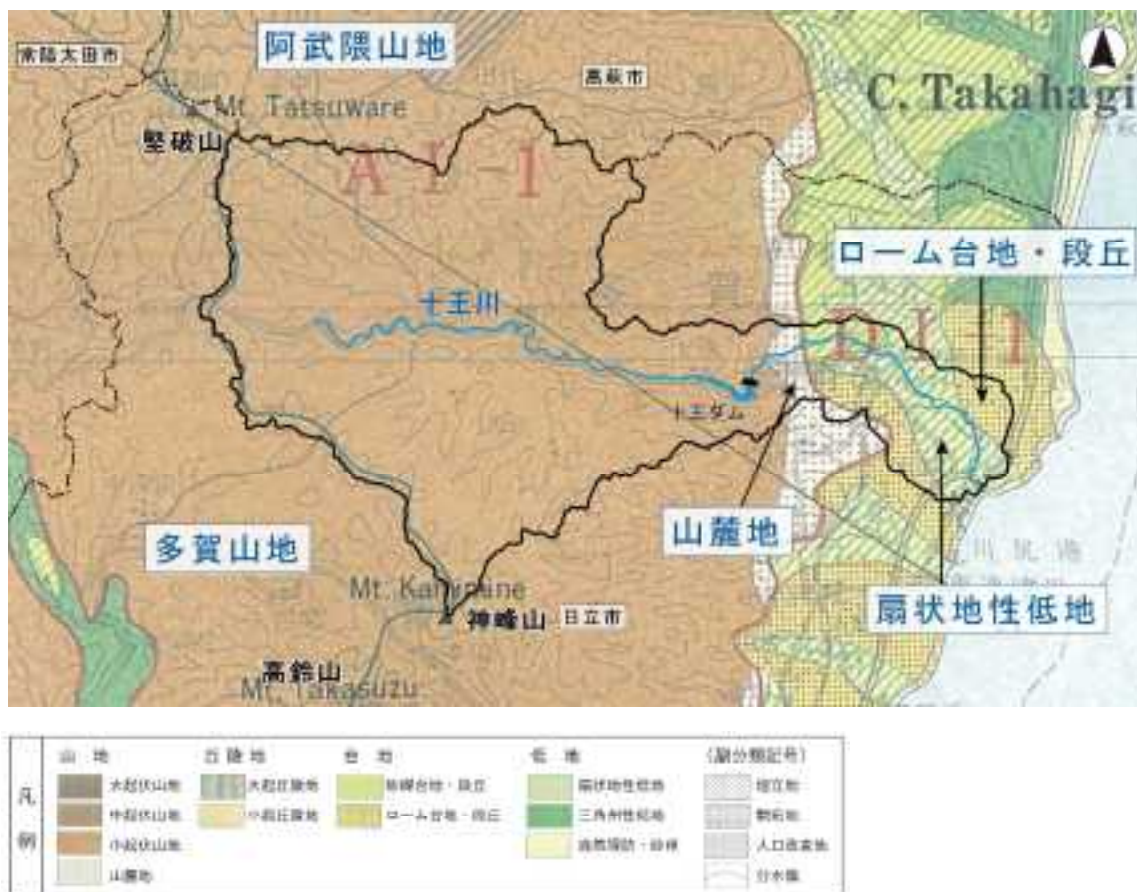 阿武隈山地
常陸太田市
高萩市
C. Takahagi
Mt. Tatsuware
竪破山
A I-1
ローム台地・段丘
十王川
D I-1
十王ダム
山麓地
多賀山地
扇状地性低地
Mt. Kamine
神峰山
日立市
高鈴山
Mt. Takasuzu
凡例
山地
丘陵地
台地
低地
(副分類記号)
大起伏山地
大起丘陵地
砂礫台地・段丘
扇状地性低地
埋立地
中起伏山地
小起丘陵地
ローム台地・段丘
三角州性低地
小起伏山地
自然堤防・砂州
人口改変地
山麓地
分水嶺